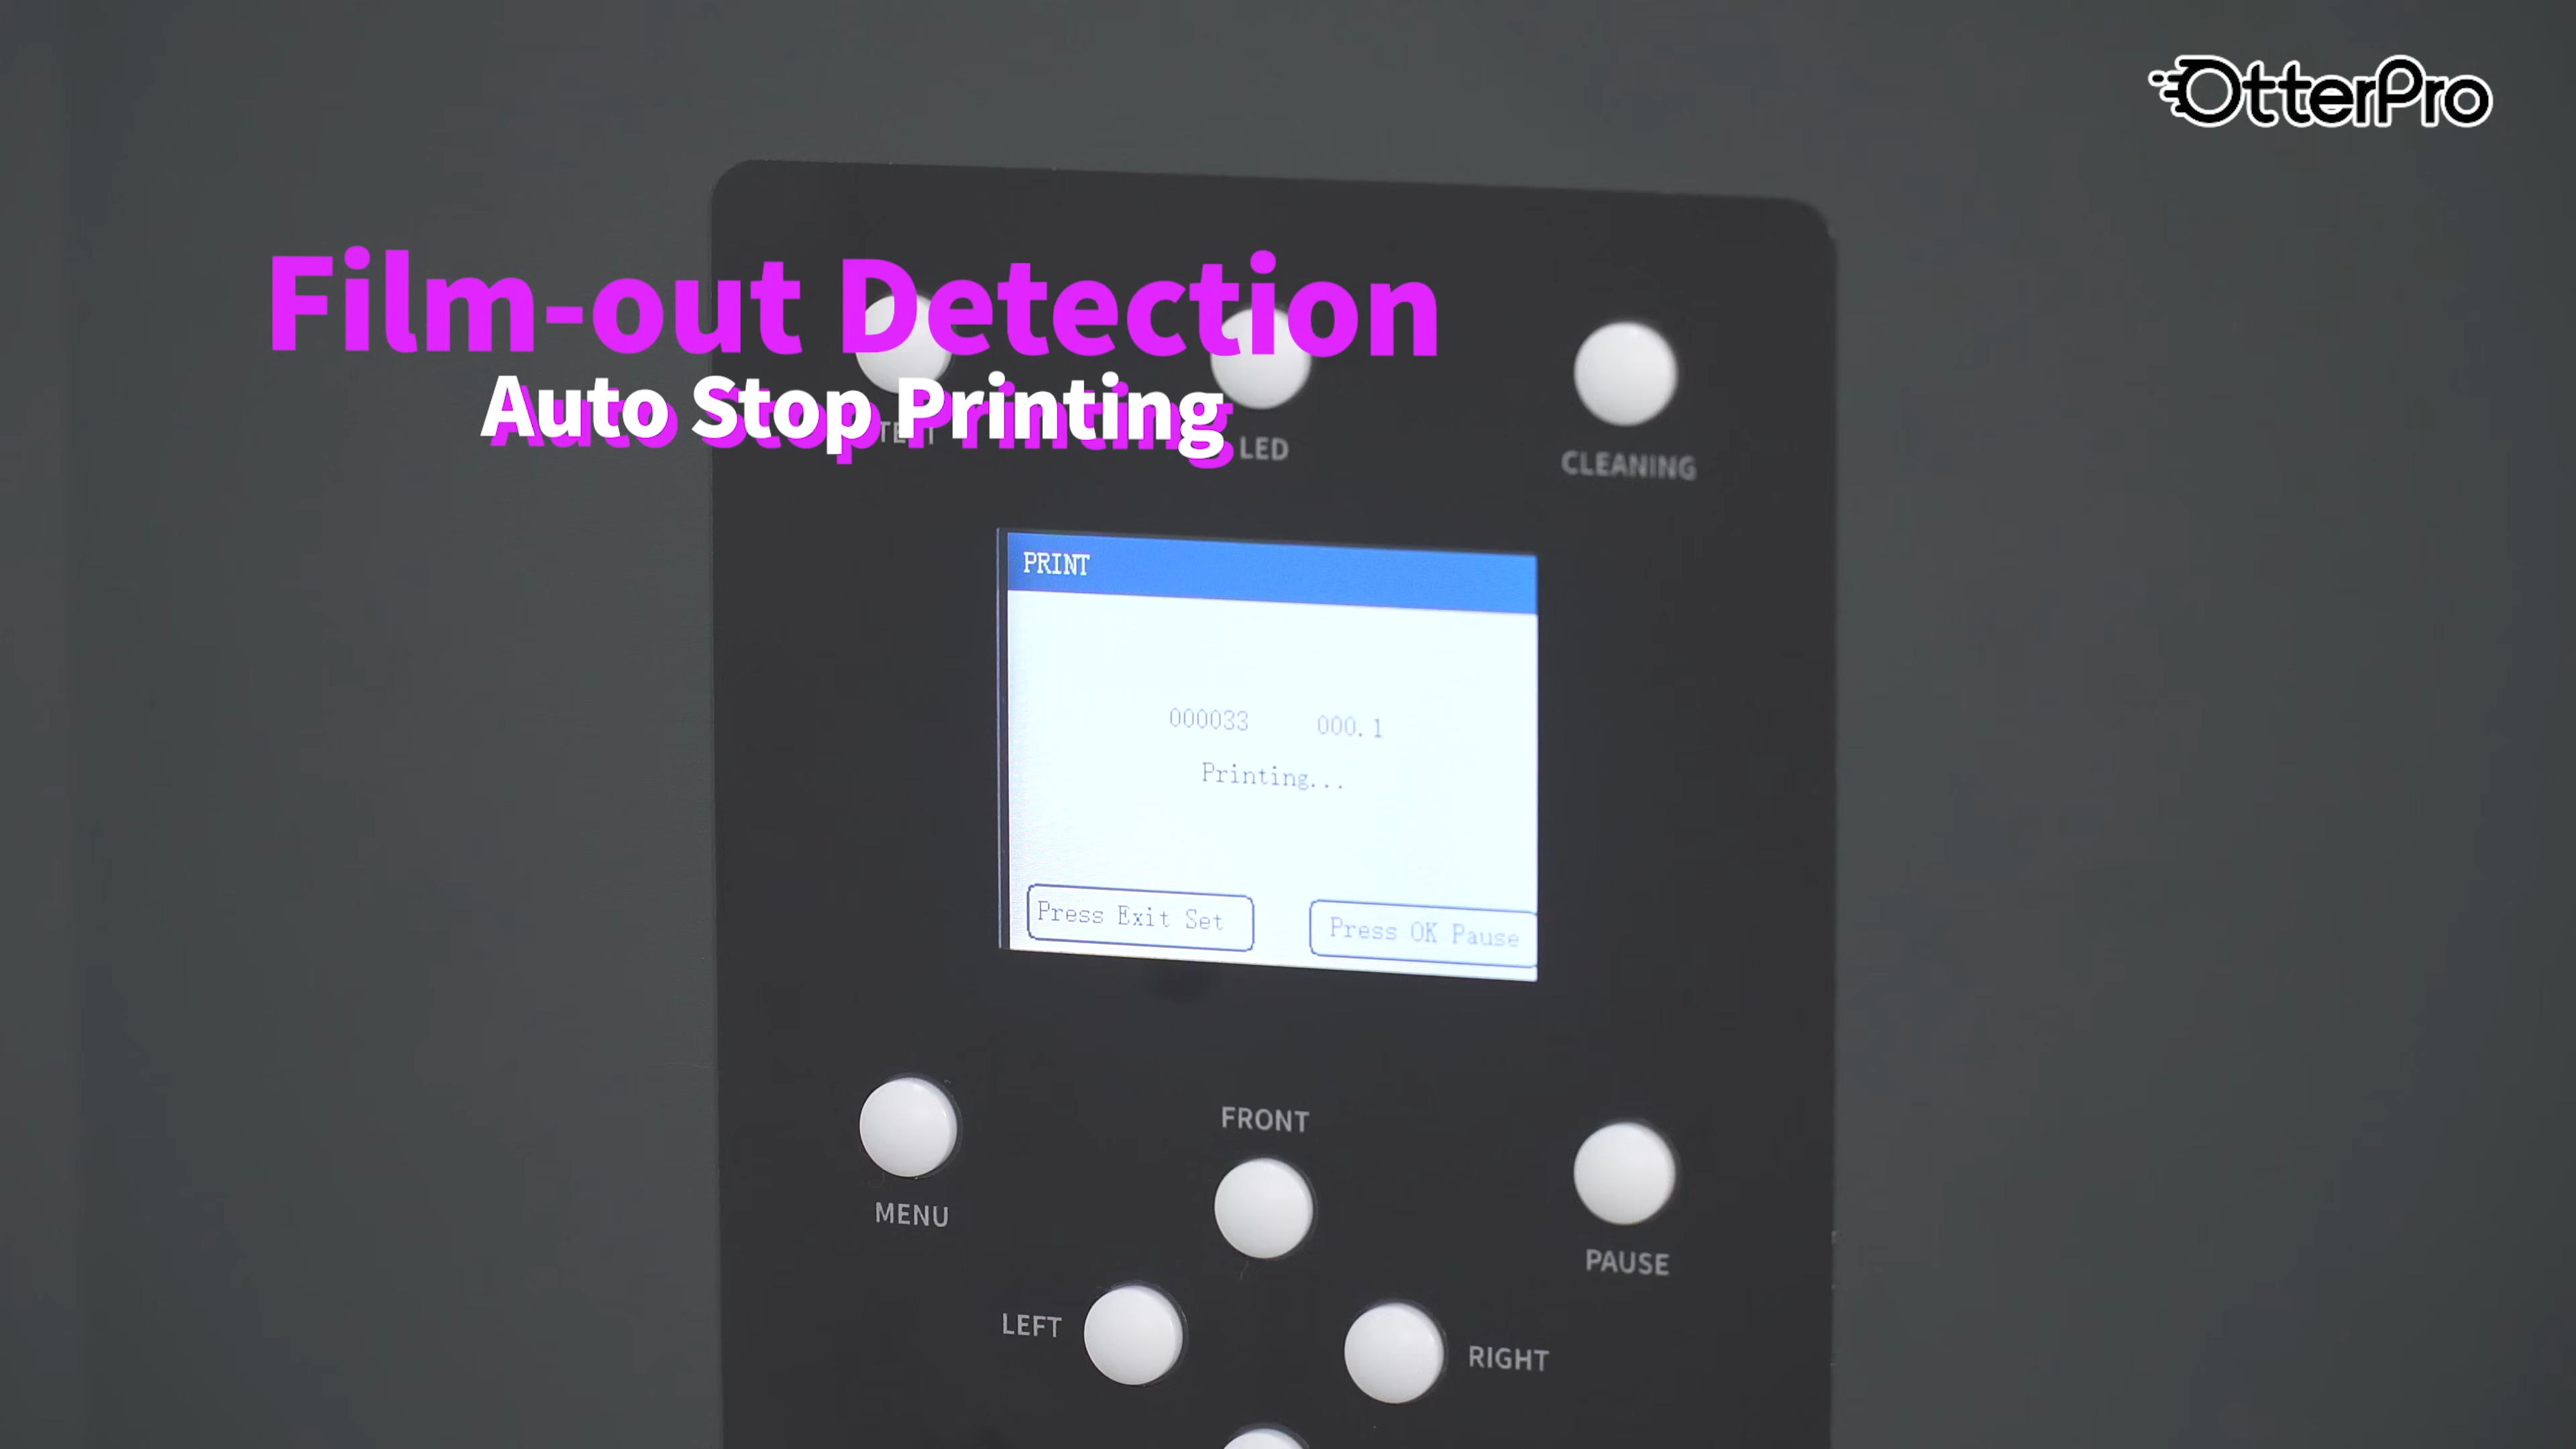 OtterPro
Film-out Detection
Auto Stop Printing
LED
CLEANING
PRINT
000033 000.1
Printing...
Press Exit Set
Press OK Pause
FRONT
MENU
PAUSE
LEFT
RIGHT